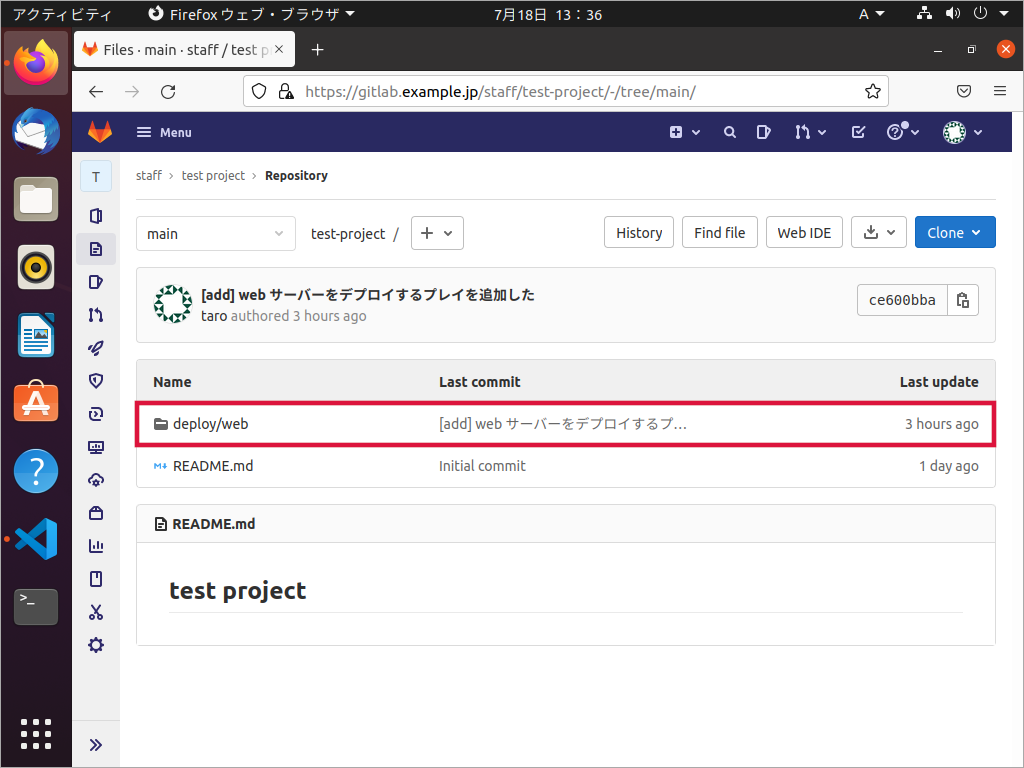 アクティビティ
Firefox ウェブ・ブラウザ
7月18日 13：36
A
Files · main · staff / test p
https://gitlab.example.jp/staff/test-project/-/tree/main/
Menu
T
staff › test project › Repository
main
test-project /
History
Find file
Web IDE
Clone
[add] web サーバーをデプロイするプレイを追加した
taro authored 3 hours ago
ce600bba
Name Last commit Last update
deploy/web [add] web サーバーをデプロイするプ… 3 hours ago
README.md Initial commit 1 day ago
README.md
test project